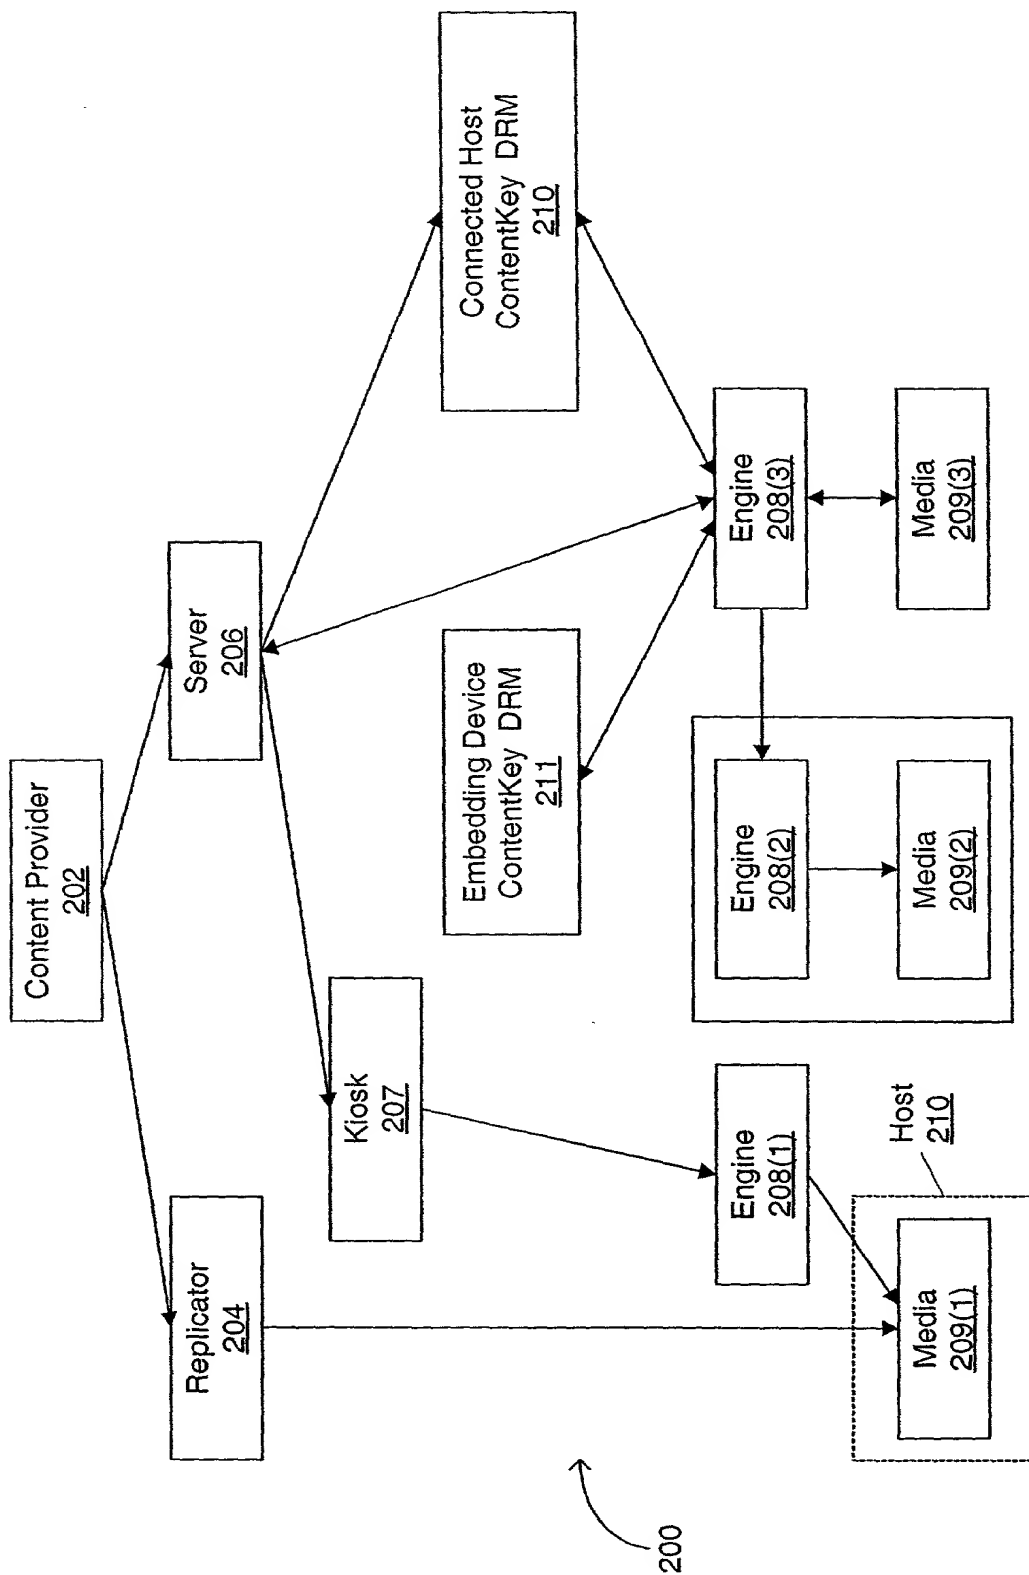 Content Provider
202
Replicator
204
Server
206
Kiosk
207
Embedding Device
ContentKey DRM
211
Connected Host
ContentKey DRM
210
Engine
208(1)
Engine
208(2)
Engine
208(3)
Host
210
Media
209(1)
Media
209(2)
Media
209(3)
200